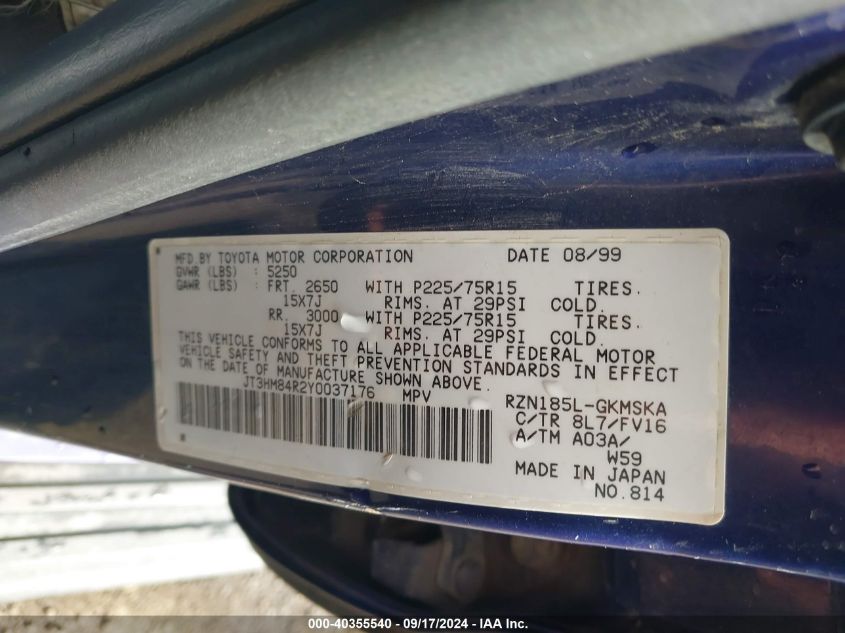 MFD BY TOYOTA MOTOR CORPORATION DATE 08/99
GVWR (LBS) : 5250
GAWR (LBS) : FRT. 2650 WITH P225/75R15 TIRES.
15X7J RIMS. AT 29PSI COLD.
RR. 3000 WITH P225/75R15 TIRES.
15X7J RIMS. AT 29PSI COLD.
THIS VEHICLE CONFORMS TO ALL APPLICABLE FEDERAL MOTOR
VEHICLE SAFETY AND THEFT PREVENTION STANDARDS IN EFFECT
ON THE DATE OF MANUFACTURE SHOWN ABOVE.
JT3HM84R2Y0037176 MPV
RZN185L-GKMSKA
C/TR 8L7/FV16
A/TM A03A/
W59
MADE IN JAPAN
NO.814
000-40355540 - 09/17/2024 - IAA Inc.